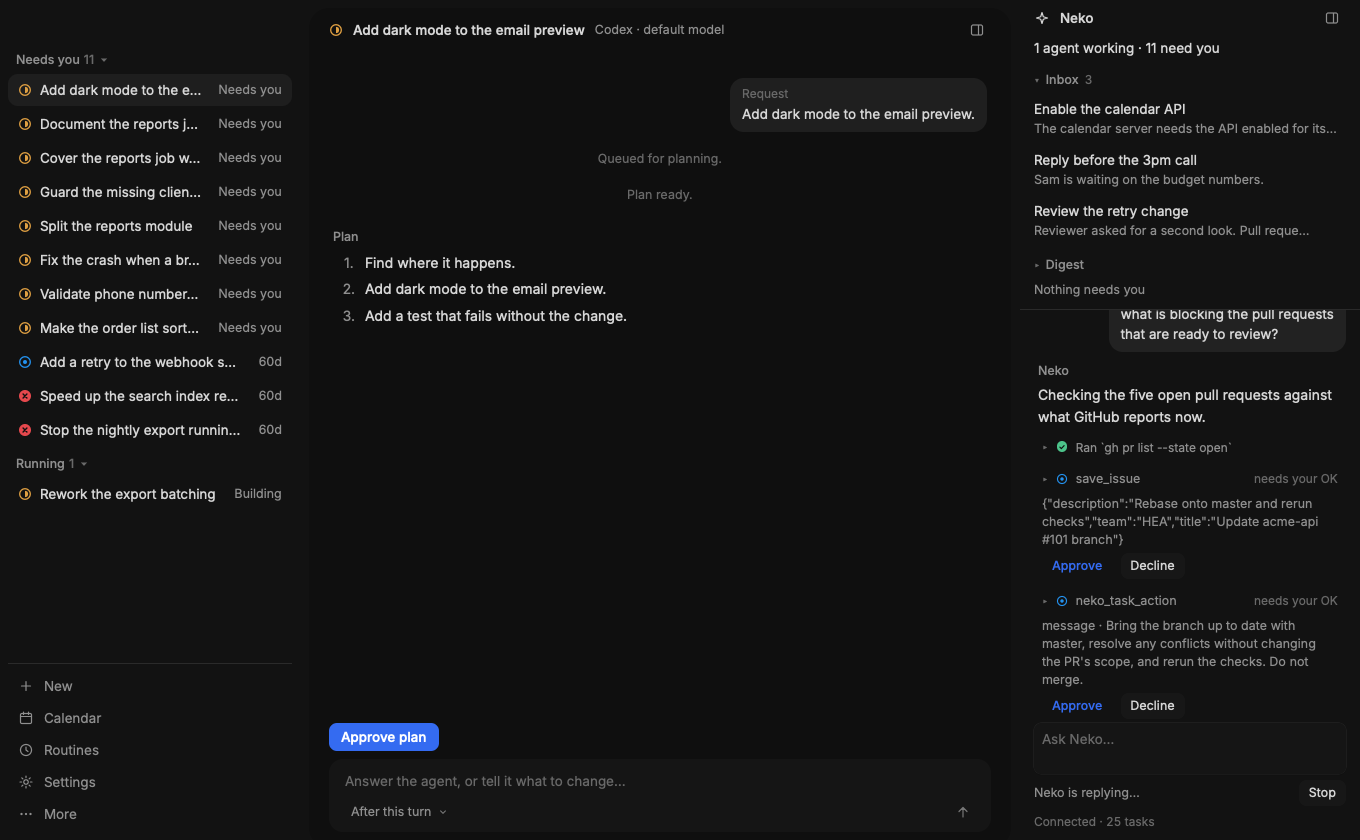 Needs you 11
Add dark mode to the e... Needs you
Document the reports j... Needs you
Cover the reports job w... Needs you
Guard the missing clien... Needs you
Split the reports module Needs you
Fix the crash when a br... Needs you
Validate phone number... Needs you
Make the order list sort... Needs you
Add a retry to the webhook s... 60d
Speed up the search index re... 60d
Stop the nightly export runnin... 60d
Running 1
Rework the export batching Building
New
Calendar
Routines
Settings
More
Add dark mode to the email preview Codex · default model
Request
Add dark mode to the email preview.
Queued for planning.
Plan ready.
Plan
1. Find where it happens.
2. Add dark mode to the email preview.
3. Add a test that fails without the change.
Approve plan
Answer the agent, or tell it what to change...
After this turn
Neko
1 agent working · 11 need you
Inbox 3
Enable the calendar API
The calendar server needs the API enabled for its...
Reply before the 3pm call
Sam is waiting on the budget numbers.
Review the retry change
Reviewer asked for a second look. Pull reque...
Digest
Nothing needs you
what is blocking the pull requests
that are ready to review?
Neko
Checking the five open pull requests against
what GitHub reports now.
Ran `gh pr list --state open`
save_issue needs your OK
{"description":"Rebase onto master and rerun
checks","team":"HEA","title":"Update acme-api
#101 branch"}
Approve Decline
neko_task_action needs your OK
message · Bring the branch up to date with
master, resolve any conflicts without changing
the PR's scope, and rerun the checks. Do not
merge.
Approve Decline
Ask Neko...
Neko is replying... Stop
Connected · 25 tasks